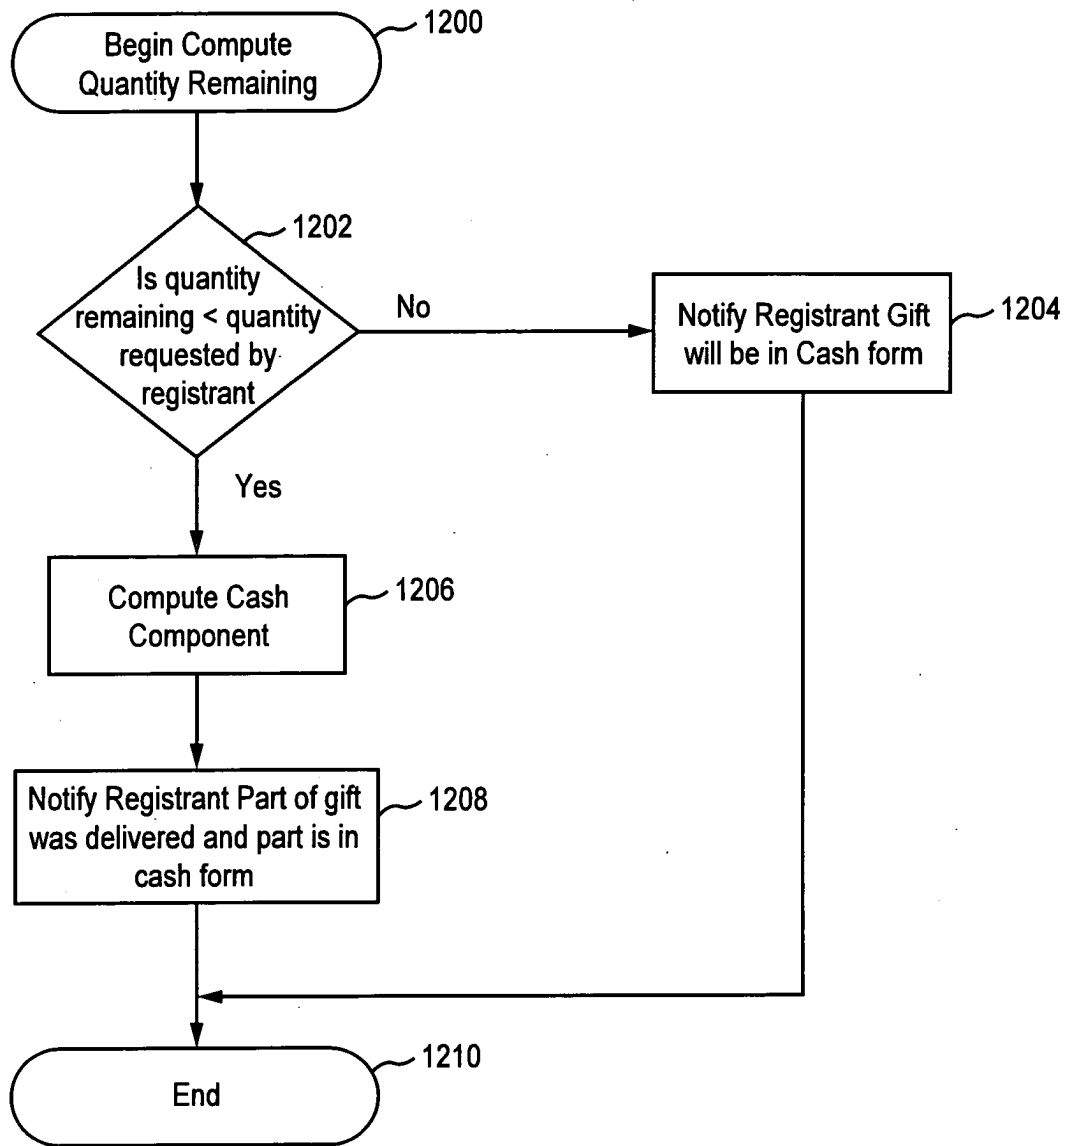 Begin Compute
Quantity Remaining
1200
1202
Is quantity
remaining < quantity
requested by
registrant
No
Notify Registrant Gift
will be in Cash form
1204
Yes
Compute Cash
Component
1206
Notify Registrant Part of gift
was delivered and part is in
cash form
1208
End
1210